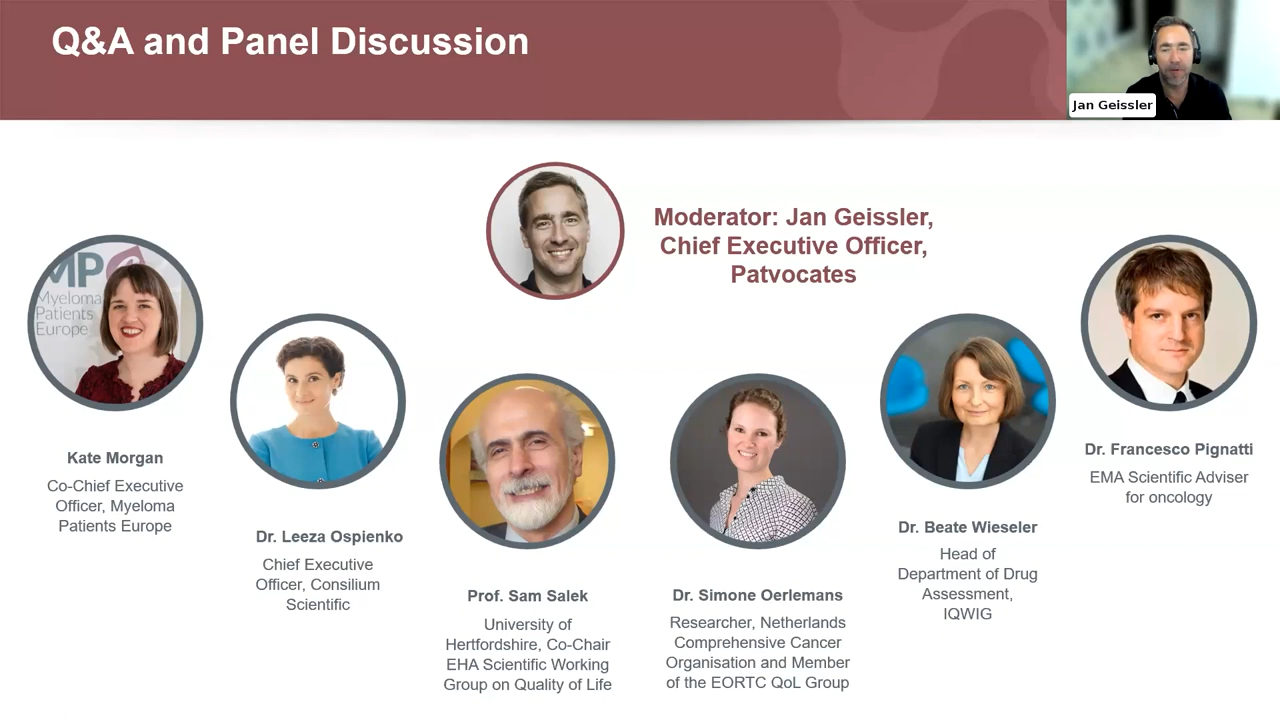 Q&A and Panel Discussion
Jan Geissler
Moderator: Jan Geissler,
Chief Executive Officer,
Patvocates
MP
Myeloma
Patients
Europe
Kate Morgan
Co-Chief Executive
Officer, Myeloma
Patients Europe
Dr. Leeza Ospienko
Chief Executive
Officer, Consilium
Scientific
Prof. Sam Salek
University of
Hertfordshire, Co-Chair
EHA Scientific Working
Group on Quality of Life
Dr. Simone Oerlemans
Researcher, Netherlands
Comprehensive Cancer
Organisation and Member
of the EORTC QoL Group
Dr. Beate Wieseler
Head of
Department of Drug
Assessment,
IQWIG
Dr. Francesco Pignatti
EMA Scientific Adviser
for oncology